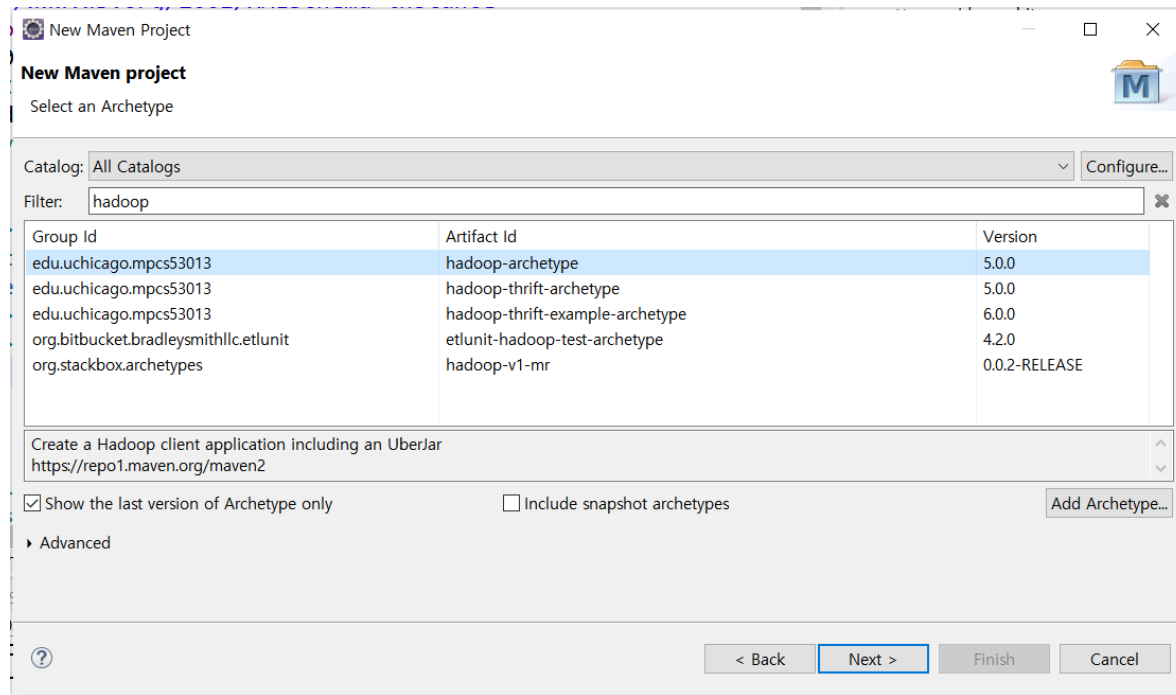 New Maven Project
New Maven project
Select an Archetype
M
Catalog: All Catalogs Configure...
Filter: hadoop
Group Id Artifact Id Version
edu.uchicago.mpcs53013 hadoop-archetype 5.0.0
edu.uchicago.mpcs53013 hadoop-thrift-archetype 5.0.0
edu.uchicago.mpcs53013 hadoop-thrift-example-archetype 6.0.0
org.bitbucket.bradleysmithllc.etlunit etlunit-hadoop-test-archetype 4.2.0
org.stackbox.archetypes hadoop-v1-mr 0.0.2-RELEASE
Create a Hadoop client application including an UberJar
https://repo1.maven.org/maven2
Show the last version of Archetype only Include snapshot archetypes Add Archetype...
Advanced
? < Back Next > Finish Cancel